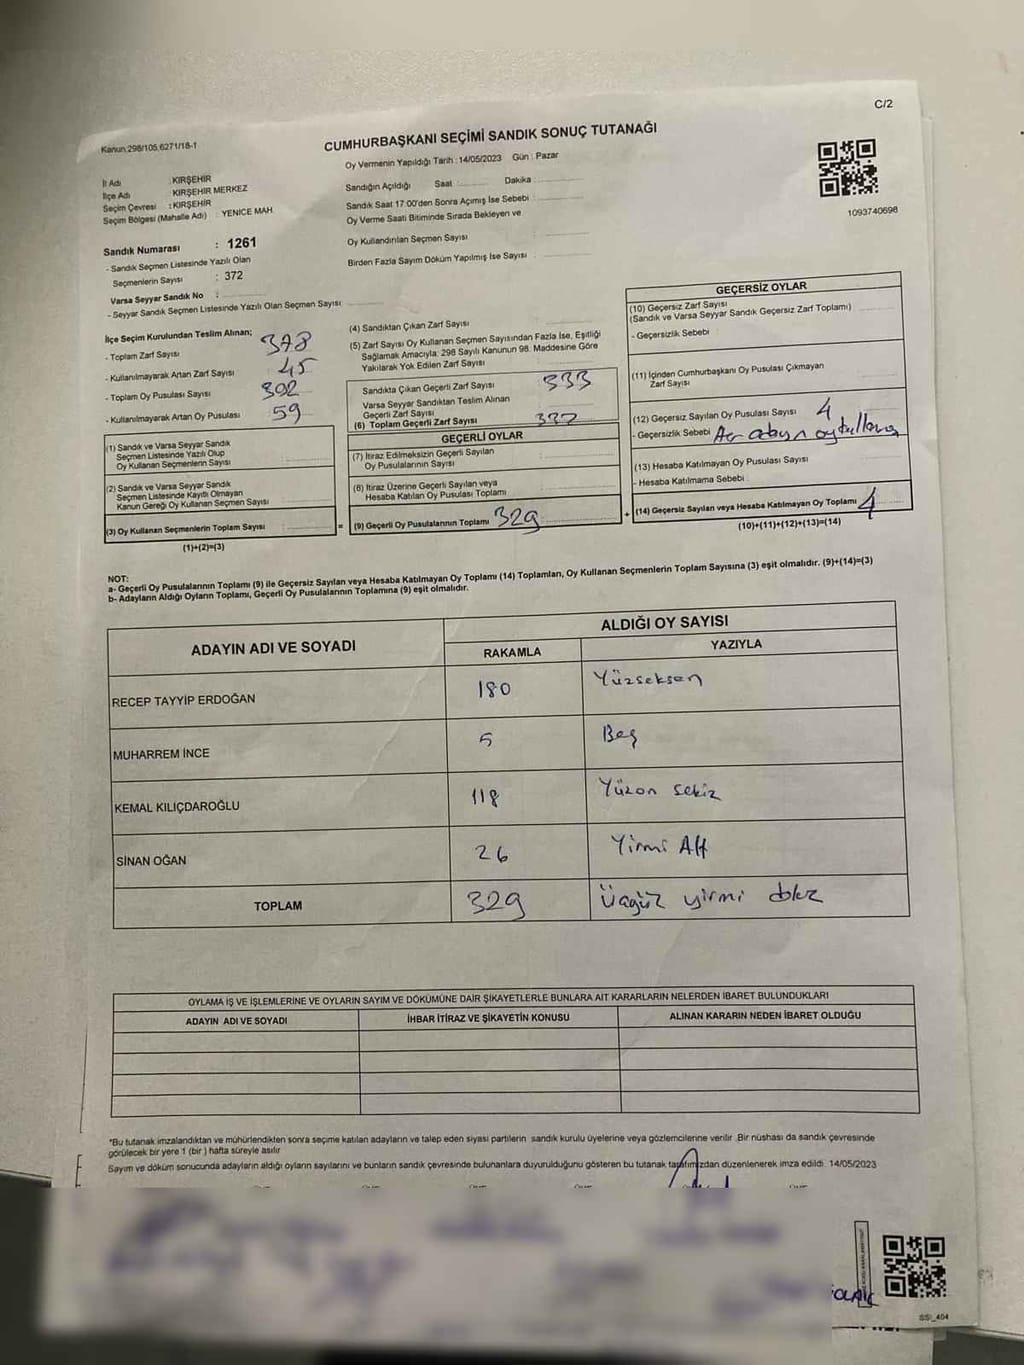 C/2
Kanun:298/105,6271/18-1
CUMHURBAŞKANI SEÇİMİ SANDIK SONUÇ TUTANAĞI
Oy Vermenin Yapıldığı Tarih : 14/05/2023 Gün : Pazar
1093740698
İl Adı : KIRŞEHİR
İlçe Adı : KIRŞEHİR MERKEZ
Seçim Çevresi : KIRŞEHİR
Seçim Bölgesi (Mahalle Adı) : YENİCE MAH.
Sandık Numarası : 1261
- Sandık Seçmen Listesinde Yazılı Olan
Seçmenlerin Sayısı : 372
Varsa Seyyar Sandık No :
- Seyyar Sandık Seçmen Listesinde Yazılı Olan Seçmen Sayısı
Sandığın Açıldığı Saat : Dakika :
Sandık Saat 17:00'den Sonra Açımış İse Sebebi :
Oy Verme Saati Bitiminde Sırada Bekleyen ve
Oy Kullandırılan Seçmen Sayısı :
Birden Fazla Sayım Döküm Yapılmış İse Sayısı :
İlçe Seçim Kurulundan Teslim Alınan;
- Toplam Zarf Sayısı 378
- Kullanılmayarak Artan Zarf Sayısı 45
- Toplam Oy Pusulası Sayısı
- Kullanılmayarak Artan Oy Pusulası 59
(1) Sandık ve Varsa Seyyar Sandık
Seçmen Listesinde Yazılı Olup
Oy Kullanan Seçmenlerin Sayısı
(2) Sandık ve Varsa Seyyar Sandık
Seçmen Listesinde Kayıtlı Olmayan
Kanun Gereği Oy Kullanan Seçmen Sayısı
(3) Oy Kullanan Seçmenlerin Toplam Sayısı : =
(1)+(2)=(3)
(4) Sandıktan Çıkan Zarf Sayısı
(5) Zarf Sayısı Oy Kullanan Seçmen Sayısından Fazla İse, Eşitliği
Sağlamak Amacıyla; 298 Sayılı Kanunun 98. Maddesine Göre
Yakılarak Yok Edilen Zarf Sayısı
Sandıkta Çıkan Geçerli Zarf Sayısı 333
Varsa Seyyar Sandıktan Teslim Alınan
Geçerli Zarf Sayısı
(6) Toplam Geçerli Zarf Sayısı
GEÇERLİ OYLAR
(7) İtiraz Edilmeksizin Geçerli Sayılan
Oy Pusulalarının Sayısı
(8) İtiraz Üzerine Geçerli Sayılan veya
Hesaba Katılan Oy Pusulası Toplamı
(9) Geçerli Oy Pusulalarının Toplamı 329 +
GEÇERSİZ OYLAR
(10) Geçersiz Zarf Sayısı
(Sandık ve Varsa Seyyar Sandık Geçersiz Zarf Toplamı)
- Geçersizlik Sebebi :
(11) İçinden Cumhurbaşkanı Oy Pusulası Çıkmayan
Zarf Sayısı
(12) Geçersiz Sayılan Oy Pusulası Sayısı 4
- Geçersizlik Sebebi
(13) Hesaba Katılmayan Oy Pusulası Sayısı
- Hesaba Katılmama Sebebi :
(14) Geçersiz Sayılan veya Hesaba Katılmayan Oy Toplamı 4
(10)+(11)+(12)+(13)=(14)
NOT:
a- Geçerli Oy Pusulalarının Toplamı (9) ile Geçersiz Sayılan veya Hesaba Katılmayan Oy Toplamı (14) Toplamları, Oy Kullanan Seçmenlerin Toplam Sayısına (3) eşit olmalıdır. (9)+(14)=(3)
b- Adayların Aldığı Oyların Toplamı, Geçerli Oy Pusulalarının Toplamına (9) eşit olmalıdır.
ADAYIN ADI VE SOYADI ALDIĞI OY SAYISI
RAKAMLA YAZIYLA
RECEP TAYYİP ERDOĞAN 180 Yüzseksen
MUHARREM İNCE 5 Beş
KEMAL KILIÇDAROĞLU 118 Yüzon sekiz
SİNAN OĞAN 26 Yirmi Altı
TOPLAM 329 yirmi
OYLAMA İŞ VE İŞLEMLERİNE VE OYLARIN SAYIM VE DÖKÜMÜNE DAİR ŞİKAYETLERLE BUNLARA AİT KARARLARIN NELERDEN İBARET BULUNDUKLARI
ADAYIN ADI VE SOYADI İHBAR İTİRAZ VE ŞİKAYETİN KONUSU ALINAN KARARIN NEDEN İBARET OLDUĞU
*Bu tutanak imzalandıktan ve mühürlendikten sonra seçime katılan adayların ve talep eden siyasi partilerin sandık kurulu üyelerine veya gözlemcilerine verilir. Bir nüshası da sandık çevresinde
görülecek bir yere 1 (bir) hafta süreyle asılır
Sayım ve döküm sonucunda adayların aldığı oyların sayılarını ve bunların sandık çevresinde bulunanlara duyurulduğunu gösteren bu tutanak tarafımızdan düzenlenerek imza edildi. 14/05/2023
SSİ_404